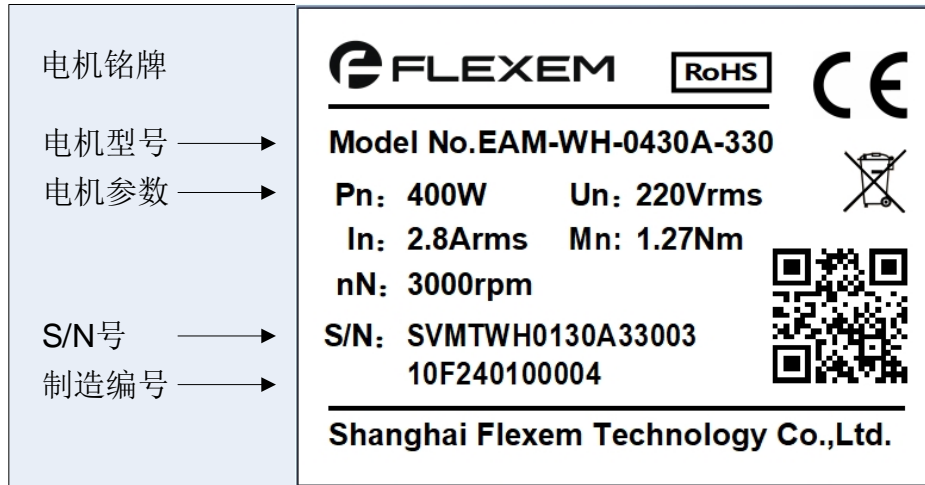 电机铭牌
FLEXEM
RoHS
CE
电机型号
Model No.EAM-WH-0430A-330
电机参数
Pn：400W Un：220Vrms
In：2.8Arms Mn: 1.27Nm
nN：3000rpm
S/N号
S/N： SVMTWH0130A33003
制造编号
10F240100004
Shanghai Flexem Technology Co.,Ltd.